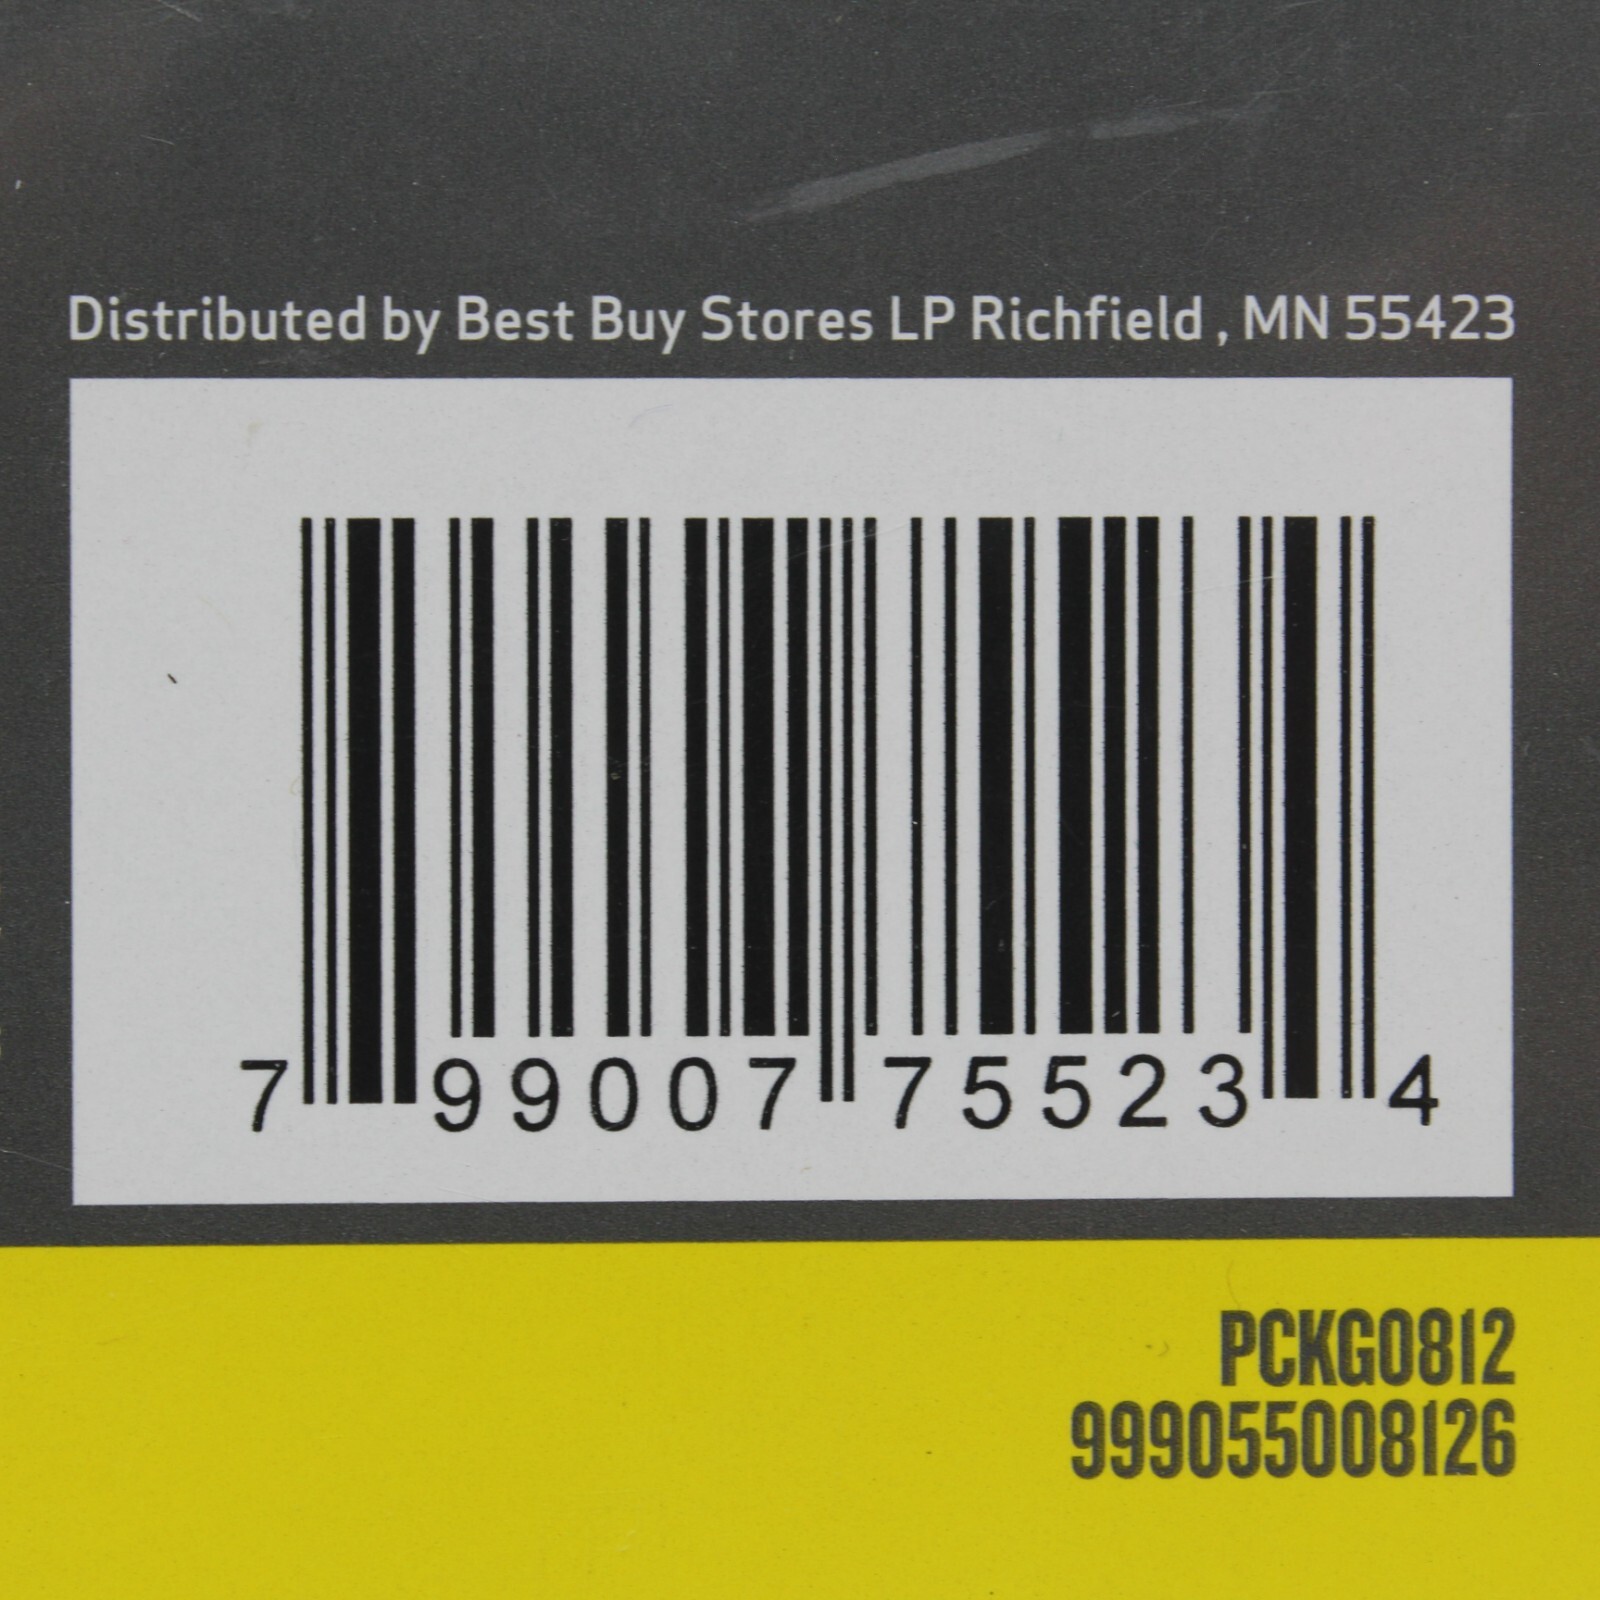 Distributed by Best Buy Stores LP Richfield , MN 55423
7 99007 75523 4
PCKG0812
999055008126